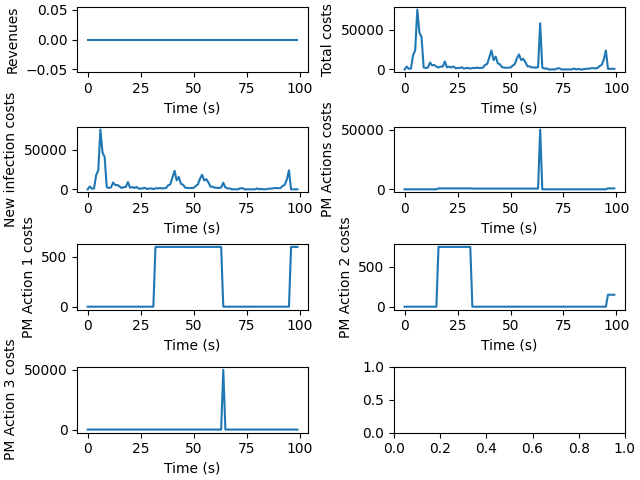 Revenues
0.05
0.00
−0.05
0 25 50 75 100
Time (s)
Total costs
50000
0
0 25 50 75 100
Time (s)
New infection costs
50000
0
0 25 50 75 100
Time (s)
PM Actions costs
50000
0
0 25 50 75 100
Time (s)
PM Action 1 costs
500
0
0 25 50 75 100
Time (s)
PM Action 2 costs
500
0
0 25 50 75 100
Time (s)
PM Action 3 costs
50000
0
0 25 50 75 100
Time (s)
1.0
0.5
0.0
0.0 0.2 0.4 0.6 0.8 1.0